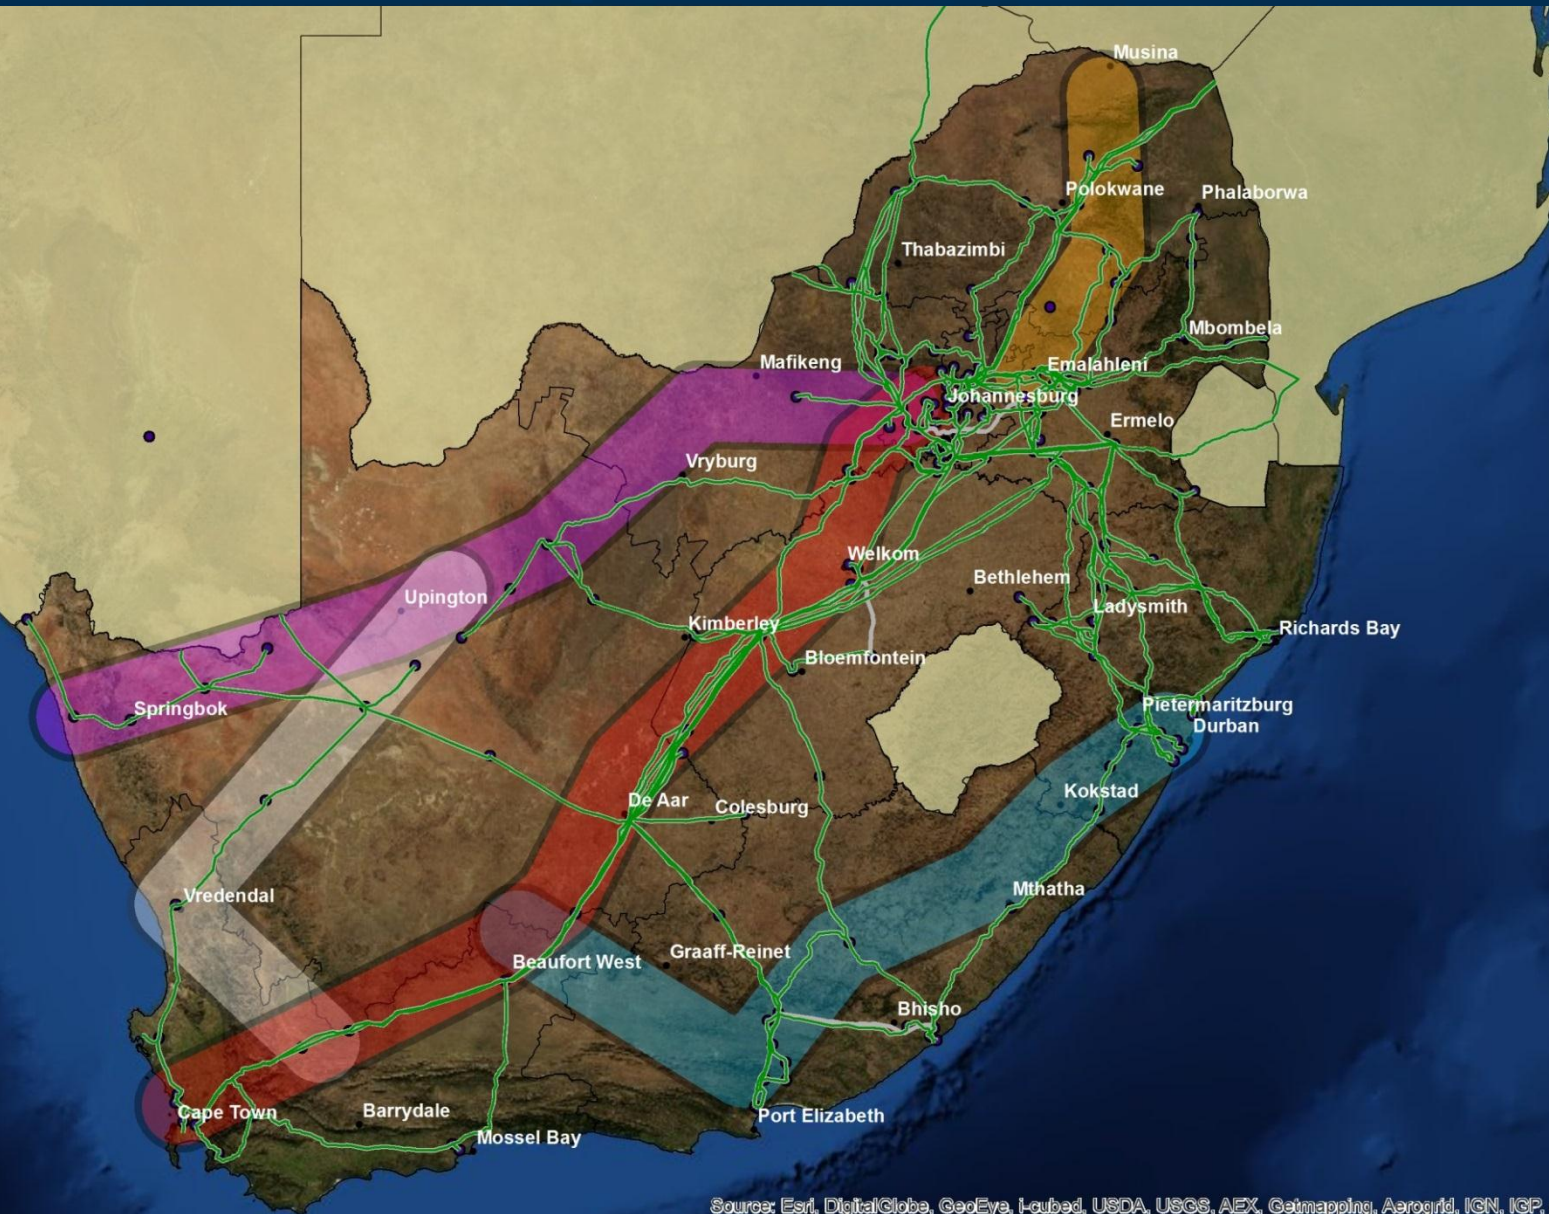 Musina
Polokwane
Phalaborwa
Thabazimbi
Mbombela
Mafikeng
Emalahleni
Johannesburg
Ermelo
Vryburg
Welkom
Bethlehem
Upington
Ladysmith
Kimberley
Richards Bay
Bloemfontein
Springbok
Pietermaritzburg
Durban
Kokstad
De Aar
Colesburg
Mthatha
Vredendal
Graaff-Reinet
Beaufort West
Bhisho
Cape Town
Barrydale
Port Elizabeth
Mossel Bay
Source: Esri, DigitalGlobe, GeoEye, i-cubed, USDA, USGS, AEX, Getmapping, Aerogrid, IGN, IGP,